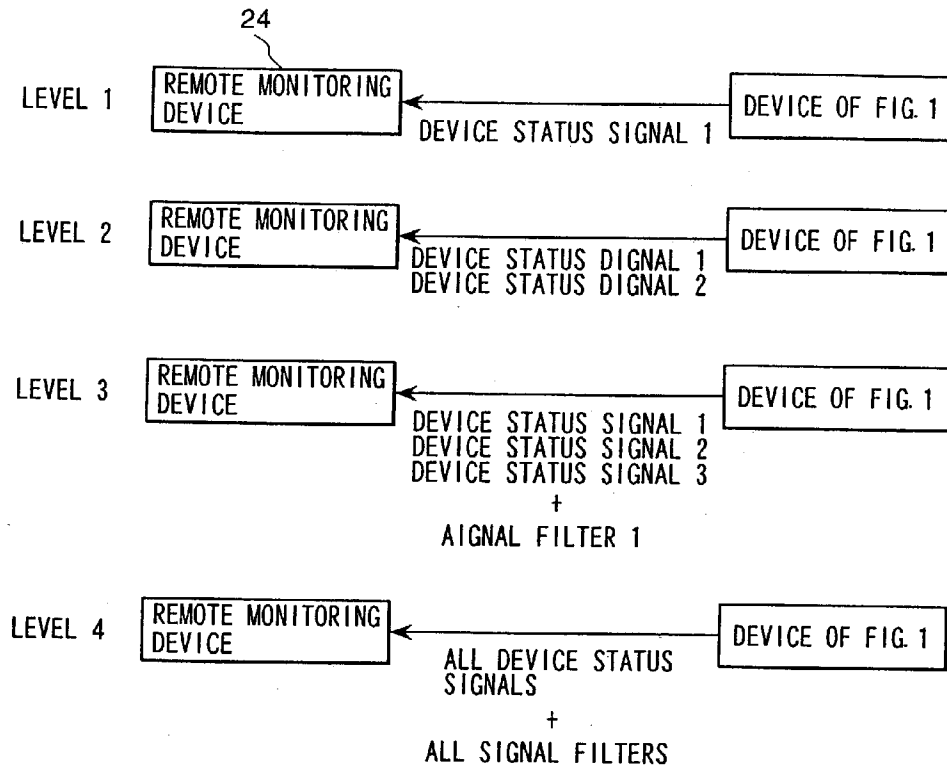 24
LEVEL 1
REMOTE MONITORING
DEVICE
DEVICE STATUS SIGNAL 1
DEVICE OF FIG. 1
LEVEL 2
REMOTE MONITORING
DEVICE
DEVICE STATUS DIGNAL 1
DEVICE STATUS DIGNAL 2
DEVICE OF FIG. 1
LEVEL 3
REMOTE MONITORING
DEVICE
DEVICE STATUS SIGNAL 1
DEVICE STATUS SIGNAL 2
DEVICE STATUS SIGNAL 3
+
AIGNAL FILTER 1
DEVICE OF FIG. 1
LEVEL 4
REMOTE MONITORING
DEVICE
ALL DEVICE STATUS
SIGNALS
+
ALL SIGNAL FILTERS
DEVICE OF FIG. 1